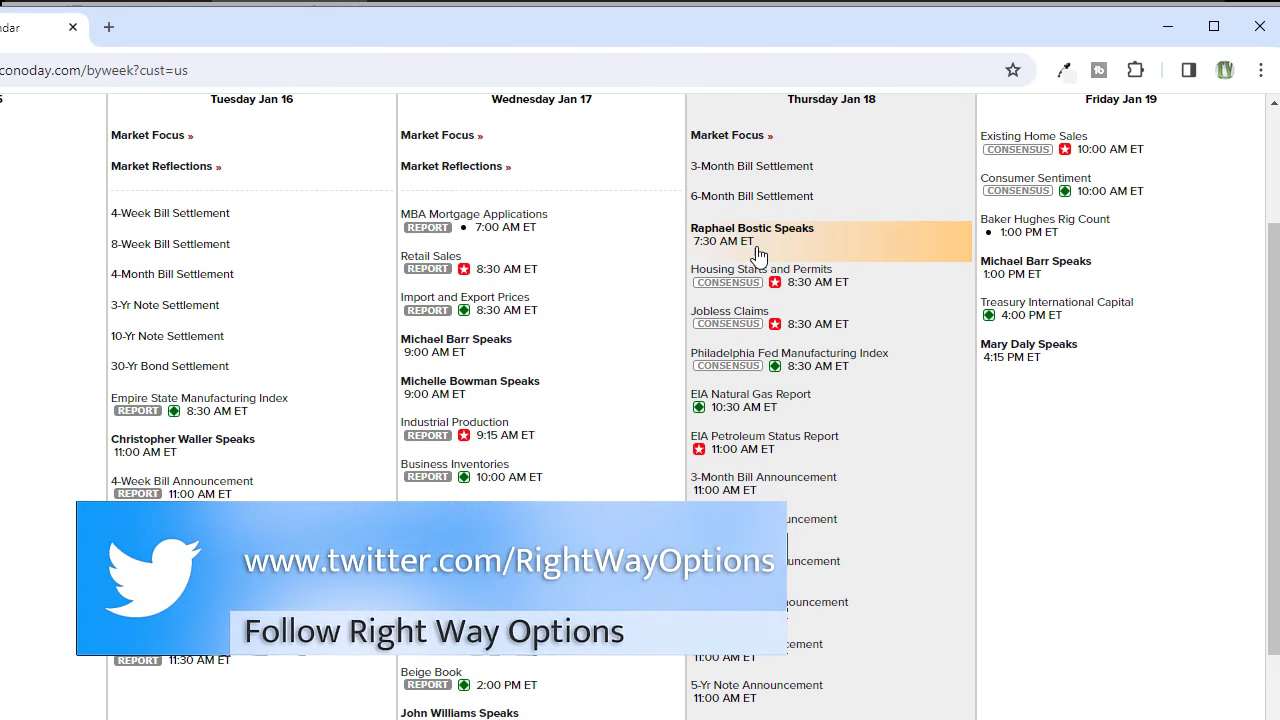 ndar
conoday.com/byweek?cust=us
5
Tuesday Jan 16
Market Focus »
Market Reflections »
4-Week Bill Settlement
8-Week Bill Settlement
4-Month Bill Settlement
3-Yr Note Settlement
10-Yr Note Settlement
30-Yr Bond Settlement
Empire State Manufacturing Index
REPORT 8:30 AM ET
Christopher Waller Speaks
11:00 AM ET
4-Week Bill Announcement
REPORT 11:00 AM ET
REPORT 11:30 AM ET
Wednesday Jan 17
Market Focus »
Market Reflections »
MBA Mortgage Applications
REPORT 7:00 AM ET
Retail Sales
REPORT 8:30 AM ET
Import and Export Prices
REPORT 8:30 AM ET
Michael Barr Speaks
9:00 AM ET
Michelle Bowman Speaks
9:00 AM ET
Industrial Production
REPORT 9:15 AM ET
Business Inventories
REPORT 10:00 AM ET
Beige Book
REPORT 2:00 PM ET
John Williams Speaks
Thursday Jan 18
Market Focus »
3-Month Bill Settlement
6-Month Bill Settlement
Raphael Bostic Speaks
7:30 AM ET
Housing Starts and Permits
CONSENSUS 8:30 AM ET
Jobless Claims
CONSENSUS 8:30 AM ET
Philadelphia Fed Manufacturing Index
CONSENSUS 8:30 AM ET
EIA Natural Gas Report
10:30 AM ET
EIA Petroleum Status Report
11:00 AM ET
3-Month Bill Announcement
11:00 AM ET
uncement
uncement
ouncement
uncement
11:00 AM ET
5-Yr Note Announcement
11:00 AM ET
Friday Jan 19
Existing Home Sales
CONSENSUS 10:00 AM ET
Consumer Sentiment
CONSENSUS 10:00 AM ET
Baker Hughes Rig Count
1:00 PM ET
Michael Barr Speaks
1:00 PM ET
Treasury International Capital
4:00 PM ET
Mary Daly Speaks
4:15 PM ET
www.twitter.com/RightWayOptions
Follow Right Way Options